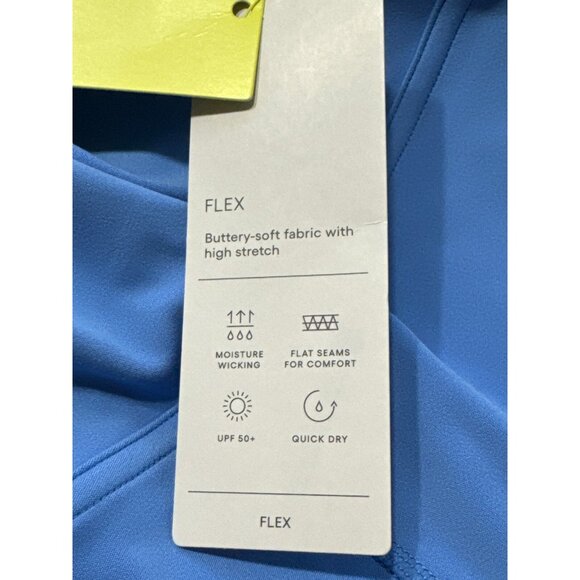 FLEX
Buttery-soft fabric with
high stretch
MOISTURE
WICKING
FLAT SEAMS
FOR COMFORT
UPF 50+
QUICK DRY
FLEX